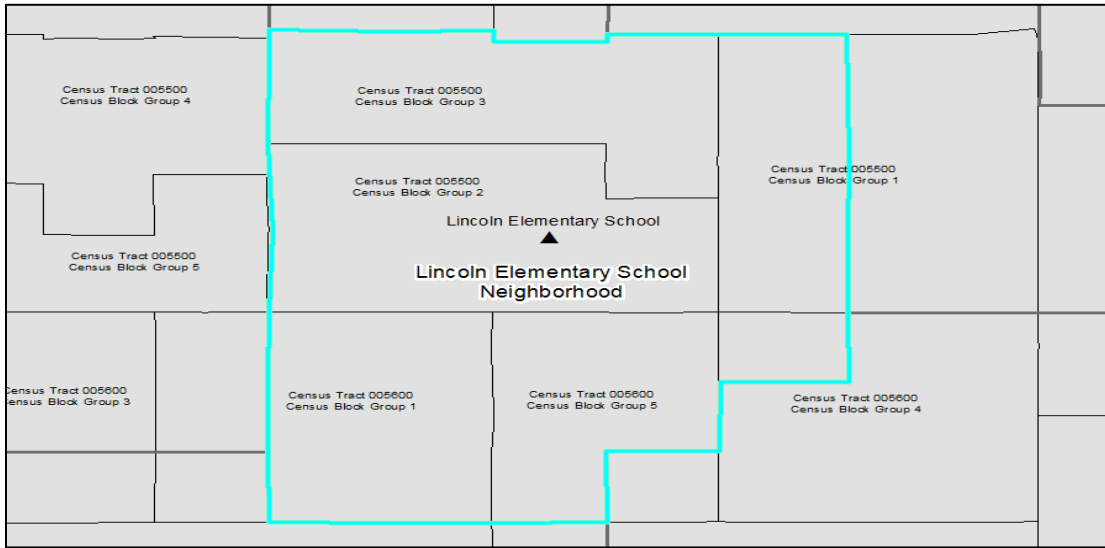 Census Tract 005500
Census Block Group 4
Census Tract 005500
Census Block Group 3
Census Tract 005500
Census Block Group 1
Census Tract 005500
Census Block Group 2
Lincoln Elementary School
Census Tract 005500
Census Block Group 5
Lincoln Elementary School
Neighborhood
Census Tract 005600
Census Block Group 3
Census Tract 005600
Census Block Group 1
Census Tract 005600
Census Block Group 5
Census Tract 005600
Census Block Group 4